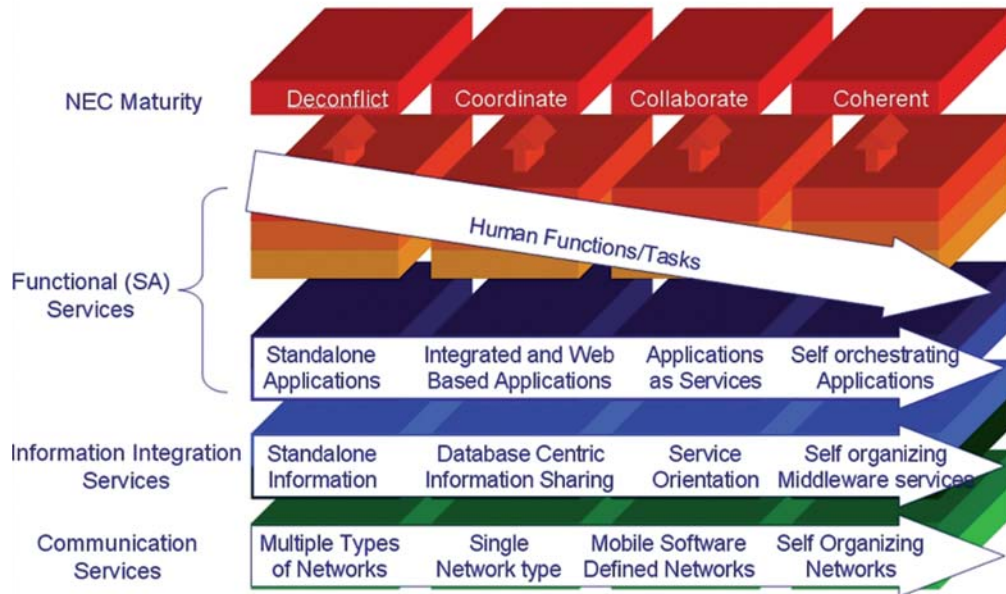 NEC Maturity
Deconflict
Coordinate
Collaborate
Coherent
Human Functions/Tasks
Functional (SA)
Services
Standalone
Applications
Integrated and Web
Based Applications
Applications
as Services
Self orchestrating
Applications
Information Integration
Services
Standalone
Information
Database Centric
Information Sharing
Service
Orientation
Self organizing
Middleware services
Communication
Services
Multiple Types
of Networks
Single
Network type
Mobile Software
Defined Networks
Self Organizing
Networks